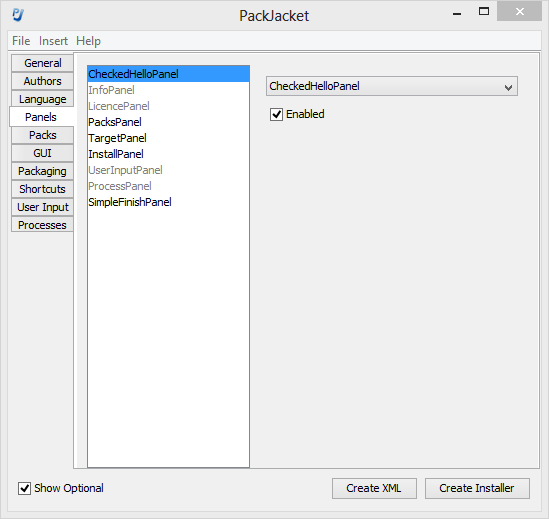 PackJacket
File Insert Help
General
Authors
Language
Panels
Packs
GUI
Packaging
Shortcuts
User Input
Processes
CheckedHelloPanel
InfoPanel
LicencePanel
PacksPanel
TargetPanel
InstallPanel
UserInputPanel
ProcessPanel
SimpleFinishPanel
CheckedHelloPanel
Enabled
Show Optional
Create XML
Create Installer